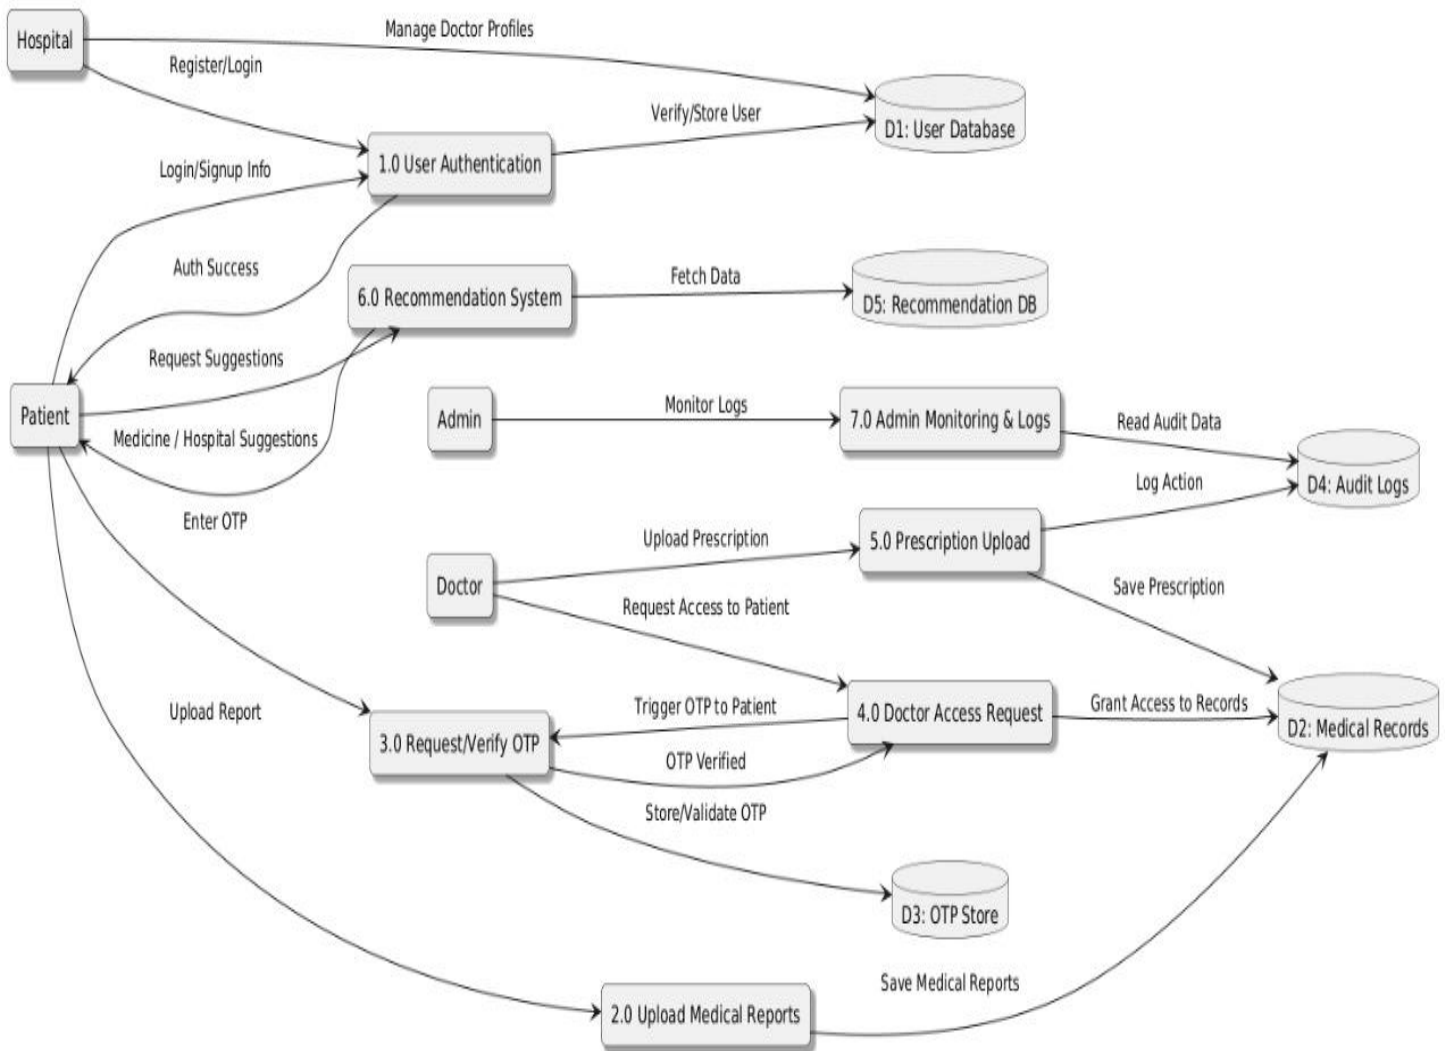 Hospital
Manage Doctor Profiles
Register/Login
D1: User Database
Verify/Store User
1.0 User Authentication
Login/Signup Info
Auth Success
6.0 Recommendation System
Fetch Data
D5: Recommendation DB
Request Suggestions
Patient
Medicine / Hospital Suggestions
Admin
Monitor Logs
7.0 Admin Monitoring & Logs
Read Audit Data
D4: Audit Logs
Log Action
Enter OTP
Upload Prescription
5.0 Prescription Upload
Doctor
Request Access to Patient
Save Prescription
Upload Report
Trigger OTP to Patient
4.0 Doctor Access Request
Grant Access to Records
D2: Medical Records
3.0 Request/Verify OTP
OTP Verified
Store/Validate OTP
D3: OTP Store
Save Medical Reports
2.0 Upload Medical Reports